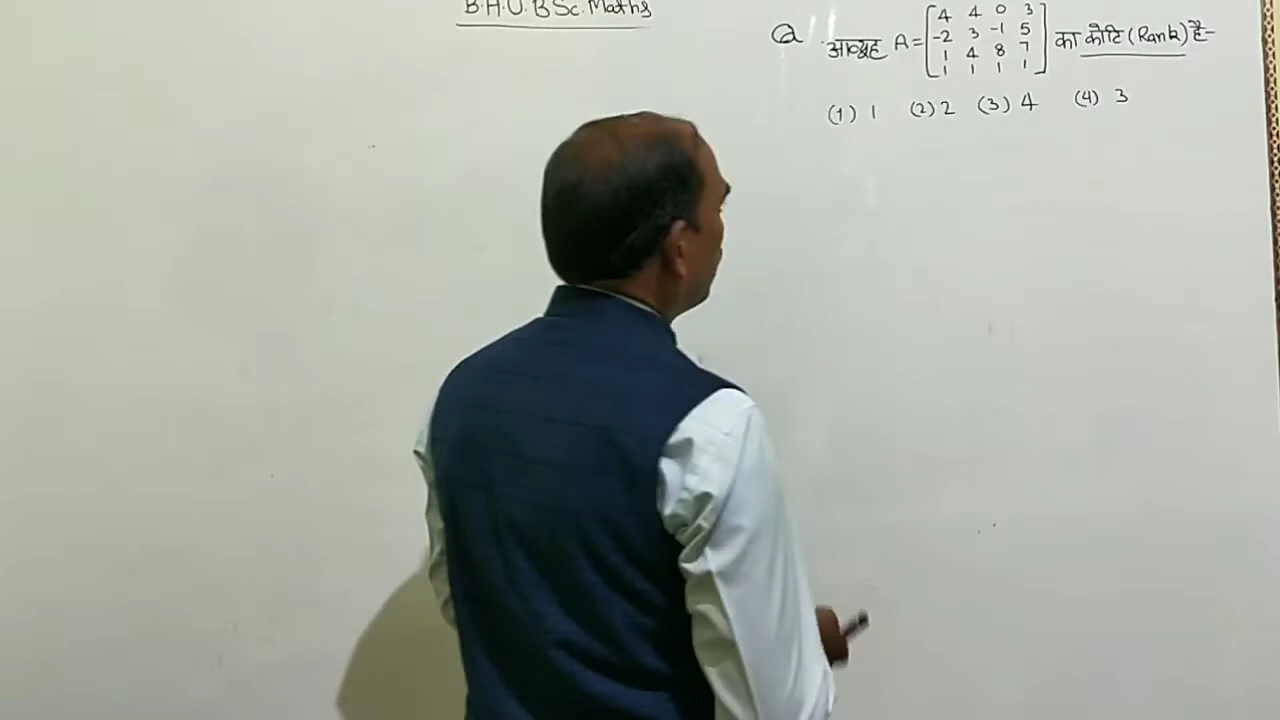 B.H.U. B Sc. Maths
Q. आव्यूह A = [4 4 0 3
-2 3 -1 5
1 4 8 7
1 1 1 1] का कोटि (Rank) है-
(1) 1 (2) 2 (3) 4 (4) 3